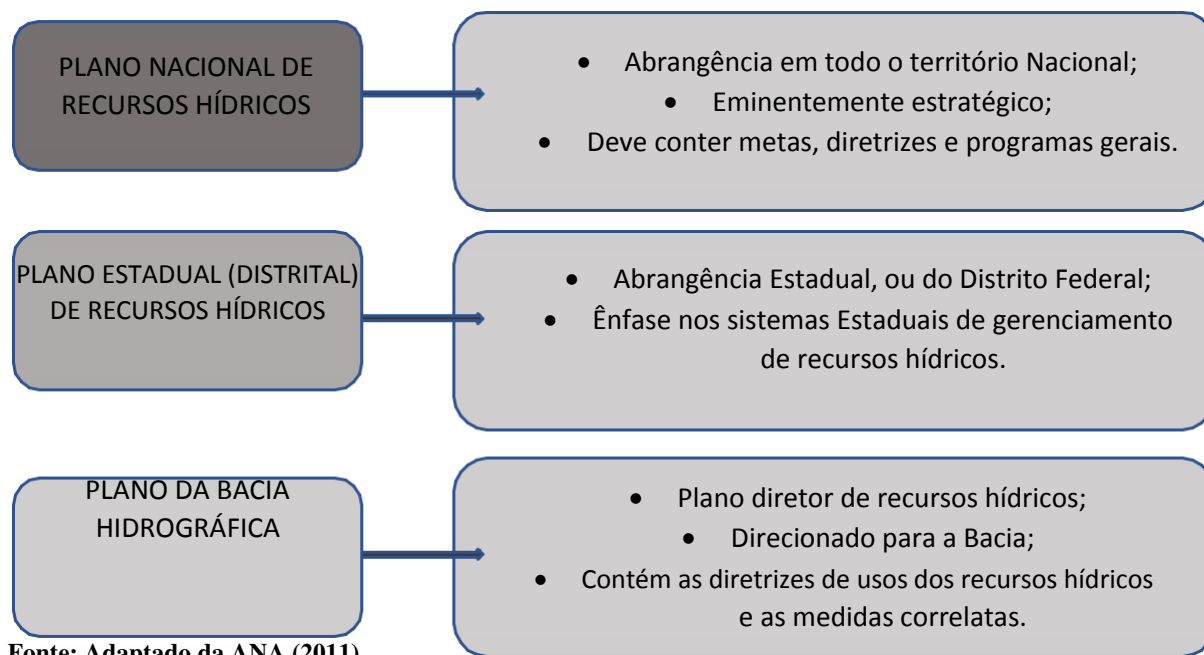 PLANO NACIONAL DE
RECURSOS HÍDRICOS
• Abrangência em todo o território Nacional;
• Eminentemente estratégico;
• Deve conter metas, diretrizes e programas gerais.
PLANO ESTADUAL (DISTRITAL)
DE RECURSOS HÍDRICOS
• Abrangência Estadual, ou do Distrito Federal;
• Ênfase nos sistemas Estaduais de gerenciamento
de recursos hídricos.
PLANO DA BACIA
HIDROGRÁFICA
• Plano diretor de recursos hídricos;
• Direcionado para a Bacia;
• Contém as diretrizes de usos dos recursos hídricos
e as medidas correlatas.
Fonte: Adaptado da ANA (2011)